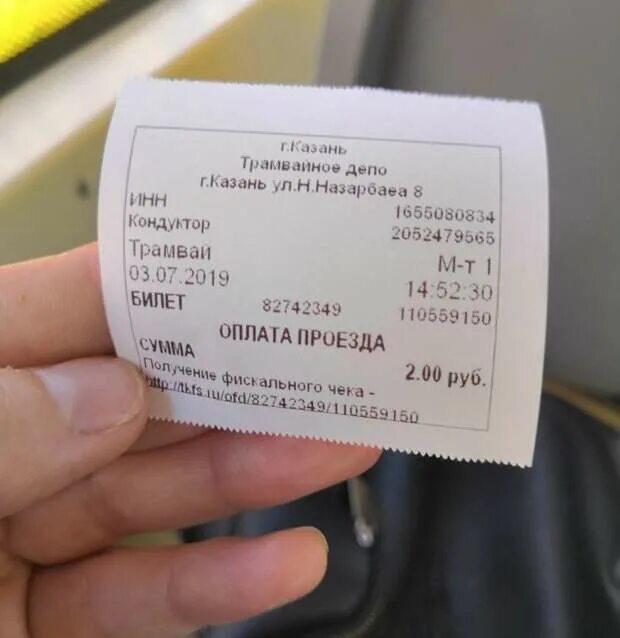 г.Казань
Трамвайное депо
г.Казань ул.Н.Назарбаеа 8
ИНН 1655080834
Кондуктор 2052479565
Трамвай М-т 1
03.07.2019 14:52:30
БИЛЕТ 82742349 110559150
ОПЛАТА ПРОЕЗДА
СУММА 2.00 руб.
Получение фискального чека -
http://tkfs.ru/ofd/82742349/110559150